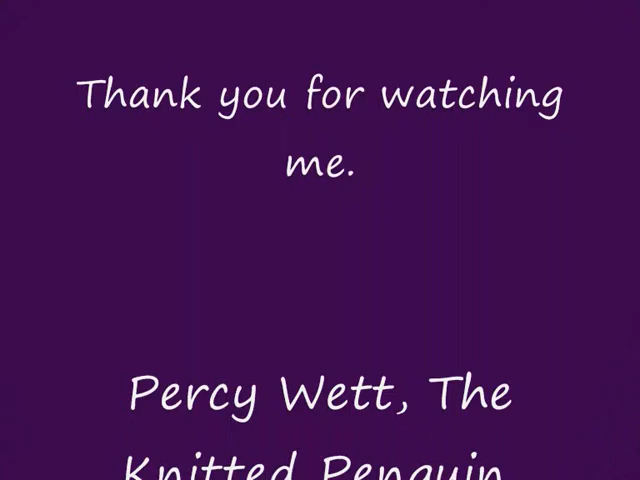 Thank you for watching
me.
Percy Wett, The
Knitted Penguin